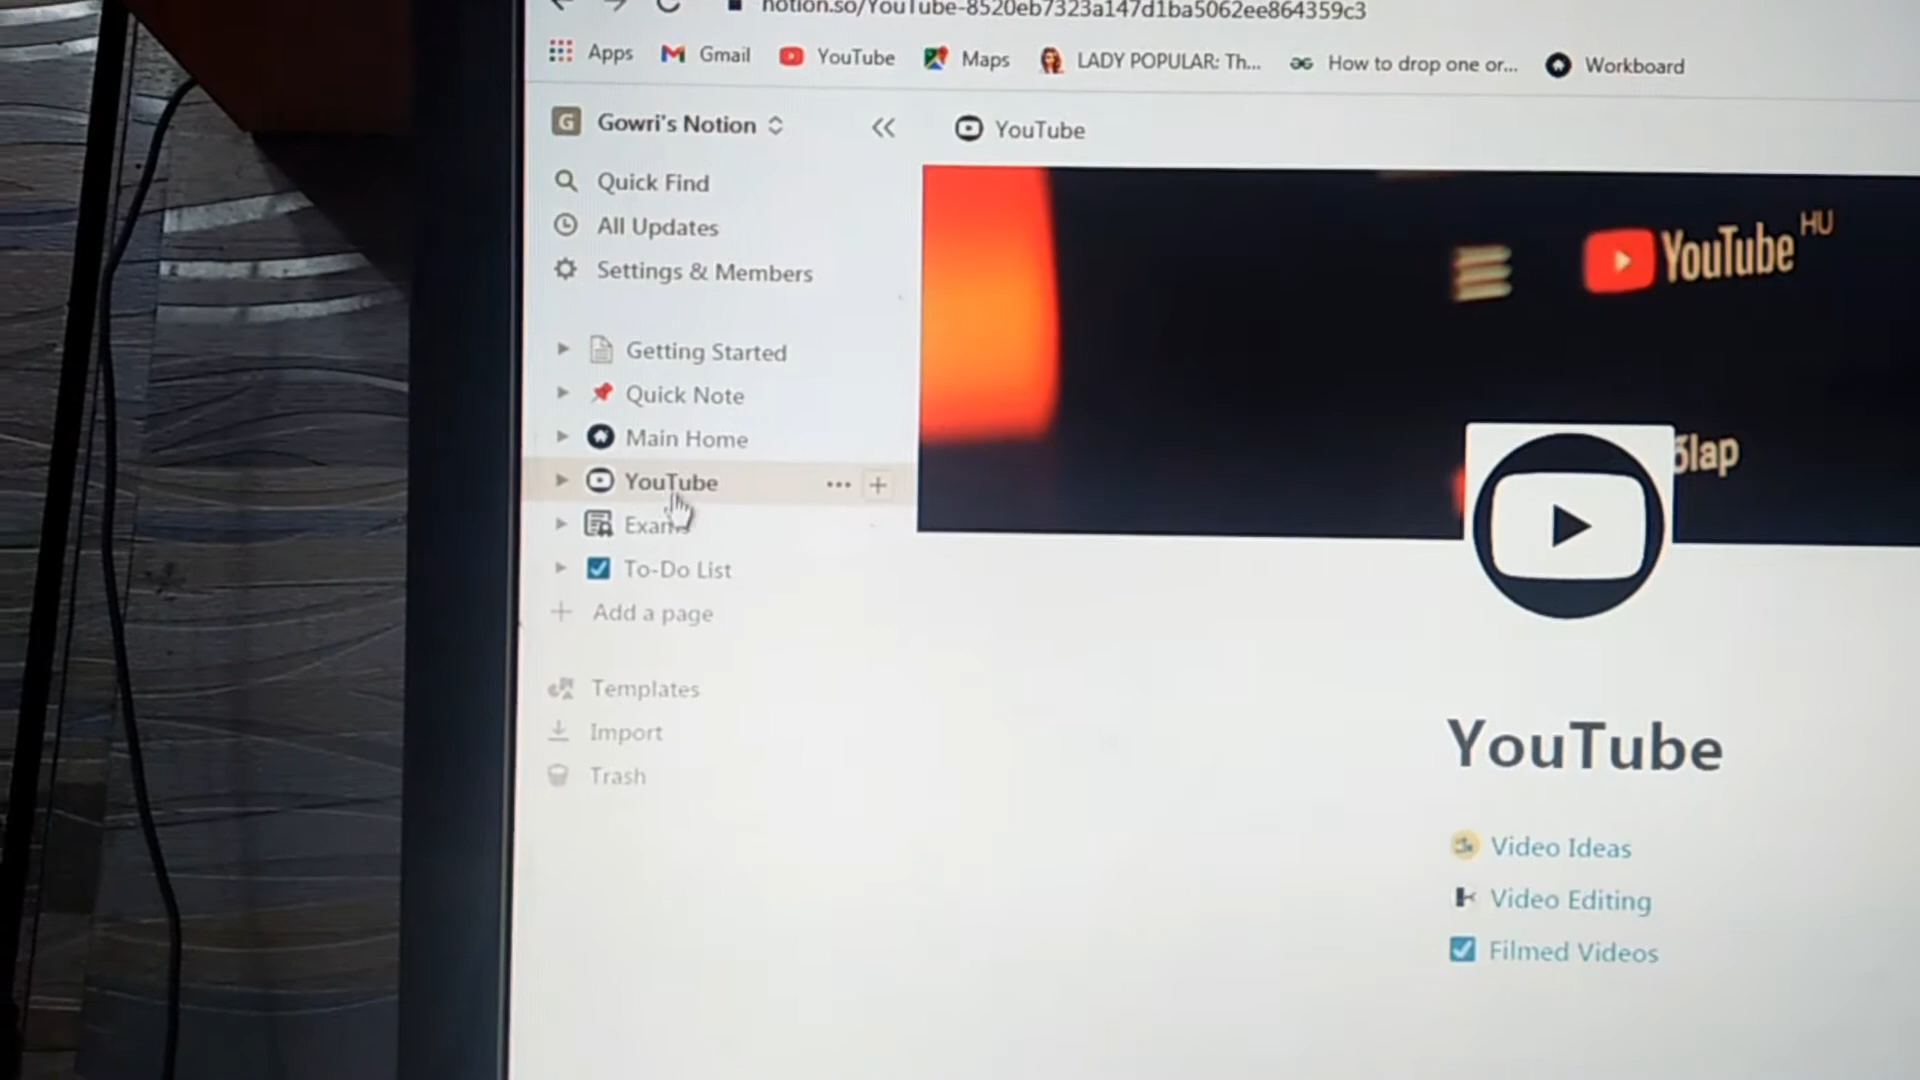 notion.so/YouTube-8520eb7323a147d1ba5062ee864359c3
Apps Gmail YouTube Maps LADY POPULAR: Th... How to drop one or... Workboard
G Gowri's Notion
YouTube
Quick Find
All Updates
Settings & Members
YouTube HU
Getting Started
Quick Note
Main Home
őlap
YouTube
Exams
To-Do List
Add a page
Templates
Import
Trash
YouTube
Video Ideas
Video Editing
Filmed Videos